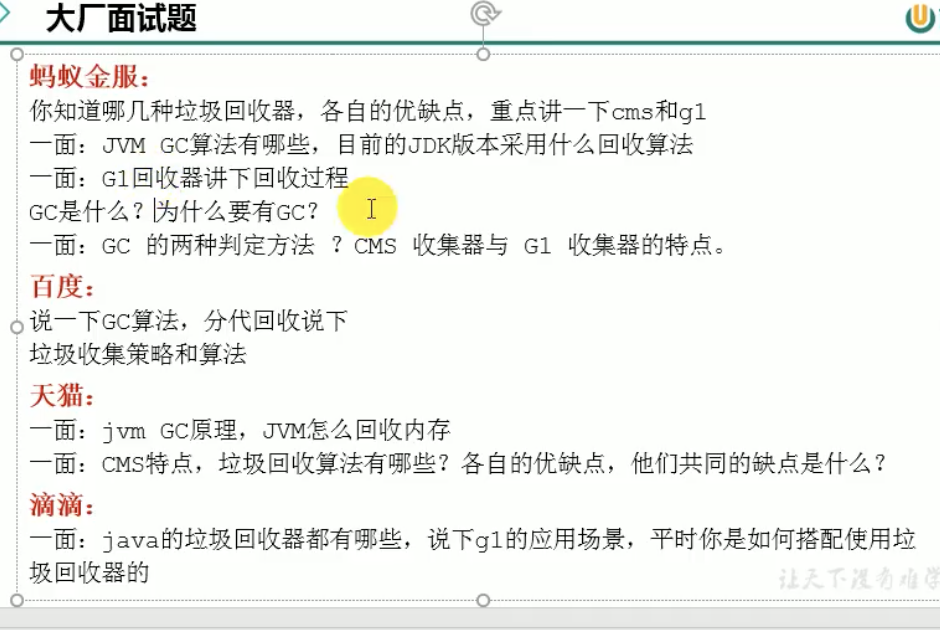 大厂面试题
蚂蚁金服：
你知道哪几种垃圾回收器，各自的优缺点，重点讲一下cms和g1
一面：JVM GC算法有哪些，目前的JDK版本采用什么回收算法
一面：G1回收器讲下回收过程
GC是什么？为什么要有GC？
一面：GC 的两种判定方法 ？CMS 收集器与 G1 收集器的特点。
百度：
说一下GC算法，分代回收说下
垃圾收集策略和算法
天猫：
一面：jvm GC原理，JVM怎么回收内存
一面：CMS特点，垃圾回收算法有哪些？各自的优缺点，他们共同的缺点是什么？
滴滴：
一面：java的垃圾回收器都有哪些，说下g1的应用场景，平时你是如何搭配使用垃
圾回收器的
让天下没有难学